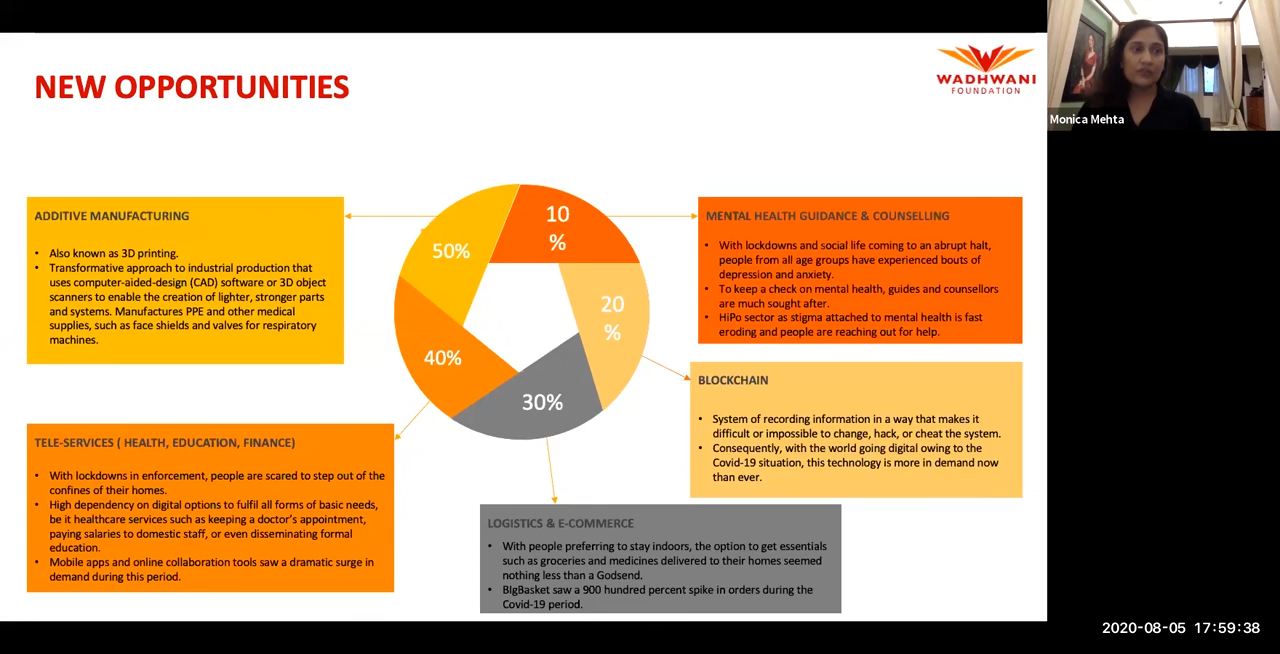 NEW OPPORTUNITIES
WADHWANI
FOUNDATION
Monica Mehta
ADDITIVE MANUFACTURING
• Also known as 3D printing.
• Transformative approach to industrial production that
uses computer-aided-design (CAD) software or 3D object
scanners to enable the creation of lighter, stronger parts
and systems. Manufactures PPE and other medical
supplies, such as face shields and valves for respiratory
machines.
50%
10
%
20
%
40%
30%
MENTAL HEALTH GUIDANCE & COUNSELLING
• With lockdowns and social life coming to an abrupt halt,
people from all age groups have experienced bouts of
depression and anxiety.
• To keep a check on mental health, guides and counsellors
are much sought after.
• HiPo sector as stigma attached to mental health is fast
eroding and people are reaching out for help.
BLOCKCHAIN
• System of recording information in a way that makes it
difficult or impossible to change, hack, or cheat the system.
• Consequently, with the world going digital owing to the
Covid-19 situation, this technology is more in demand now
than ever.
TELE-SERVICES ( HEALTH, EDUCATION, FINANCE)
• With lockdowns in enforcement, people are scared to step out of the
confines of their homes.
• High dependency on digital options to fulfil all forms of basic needs,
be it healthcare services such as keeping a doctor's appointment,
paying salaries to domestic staff, or even disseminating formal
education.
• Mobile apps and online collaboration tools saw a dramatic surge in
demand during this period.
LOGISTICS & E-COMMERCE
• With people preferring to stay indoors, the option to get essentials
such as groceries and medicines delivered to their homes seemed
nothing less than a Godsend.
• BIgBasket saw a 900 hundred percent spike in orders during the
Covid-19 period.
2020-08-05 17:59:38